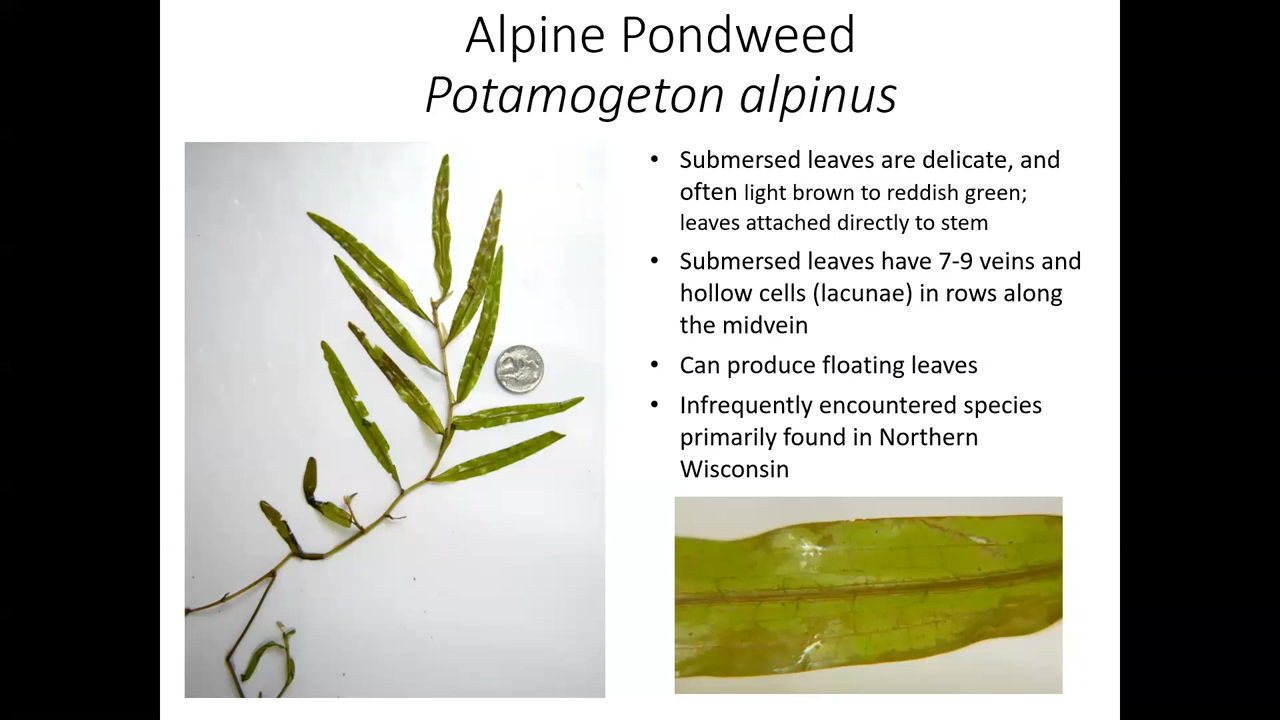 Alpine Pondweed
Potamogeton alpinus
• Submersed leaves are delicate, and
often light brown to reddish green;
leaves attached directly to stem
• Submersed leaves have 7-9 veins and
hollow cells (lacunae) in rows along
the midvein
• Can produce floating leaves
• Infrequently encountered species
primarily found in Northern
Wisconsin